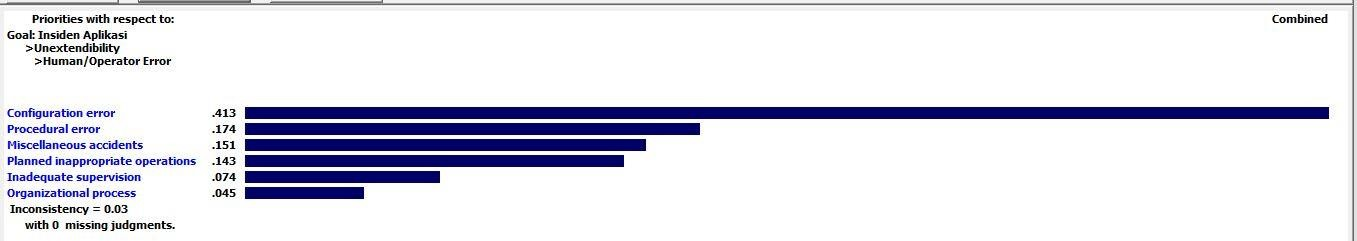 Priorities with respect to: Combined
Goal: Insiden Aplikasi
>Unextendibility
>Human/Operator Error
Configuration error .413
Procedural error .174
Miscellaneous accidents .151
Planned inappropriate operations .143
Inadequate supervision .074
Organizational process .045
Inconsistency = 0.03
with 0 missing judgments.